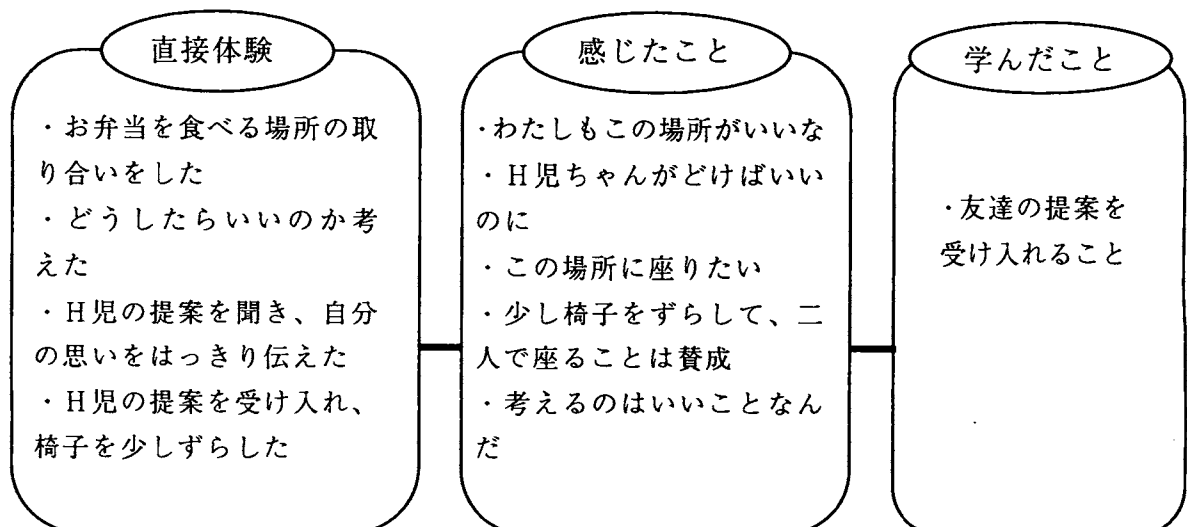 直接体験
・お弁当を食べる場所の取
り合いをした
・どうしたらいいのか考
えた
・H児の提案を聞き、自分
の思いをはっきり伝えた
・H児の提案を受け入れ、
椅子を少しずらした
感じたこと
・わたしもこの場所がいいな
・H児ちゃんがどけばいい
のに
・この場所に座りたい
・少し椅子をずらして、二
人で座ることは賛成
・考えるのはいいことなん
だ
学んだこと
・友達の提案を
受け入れること